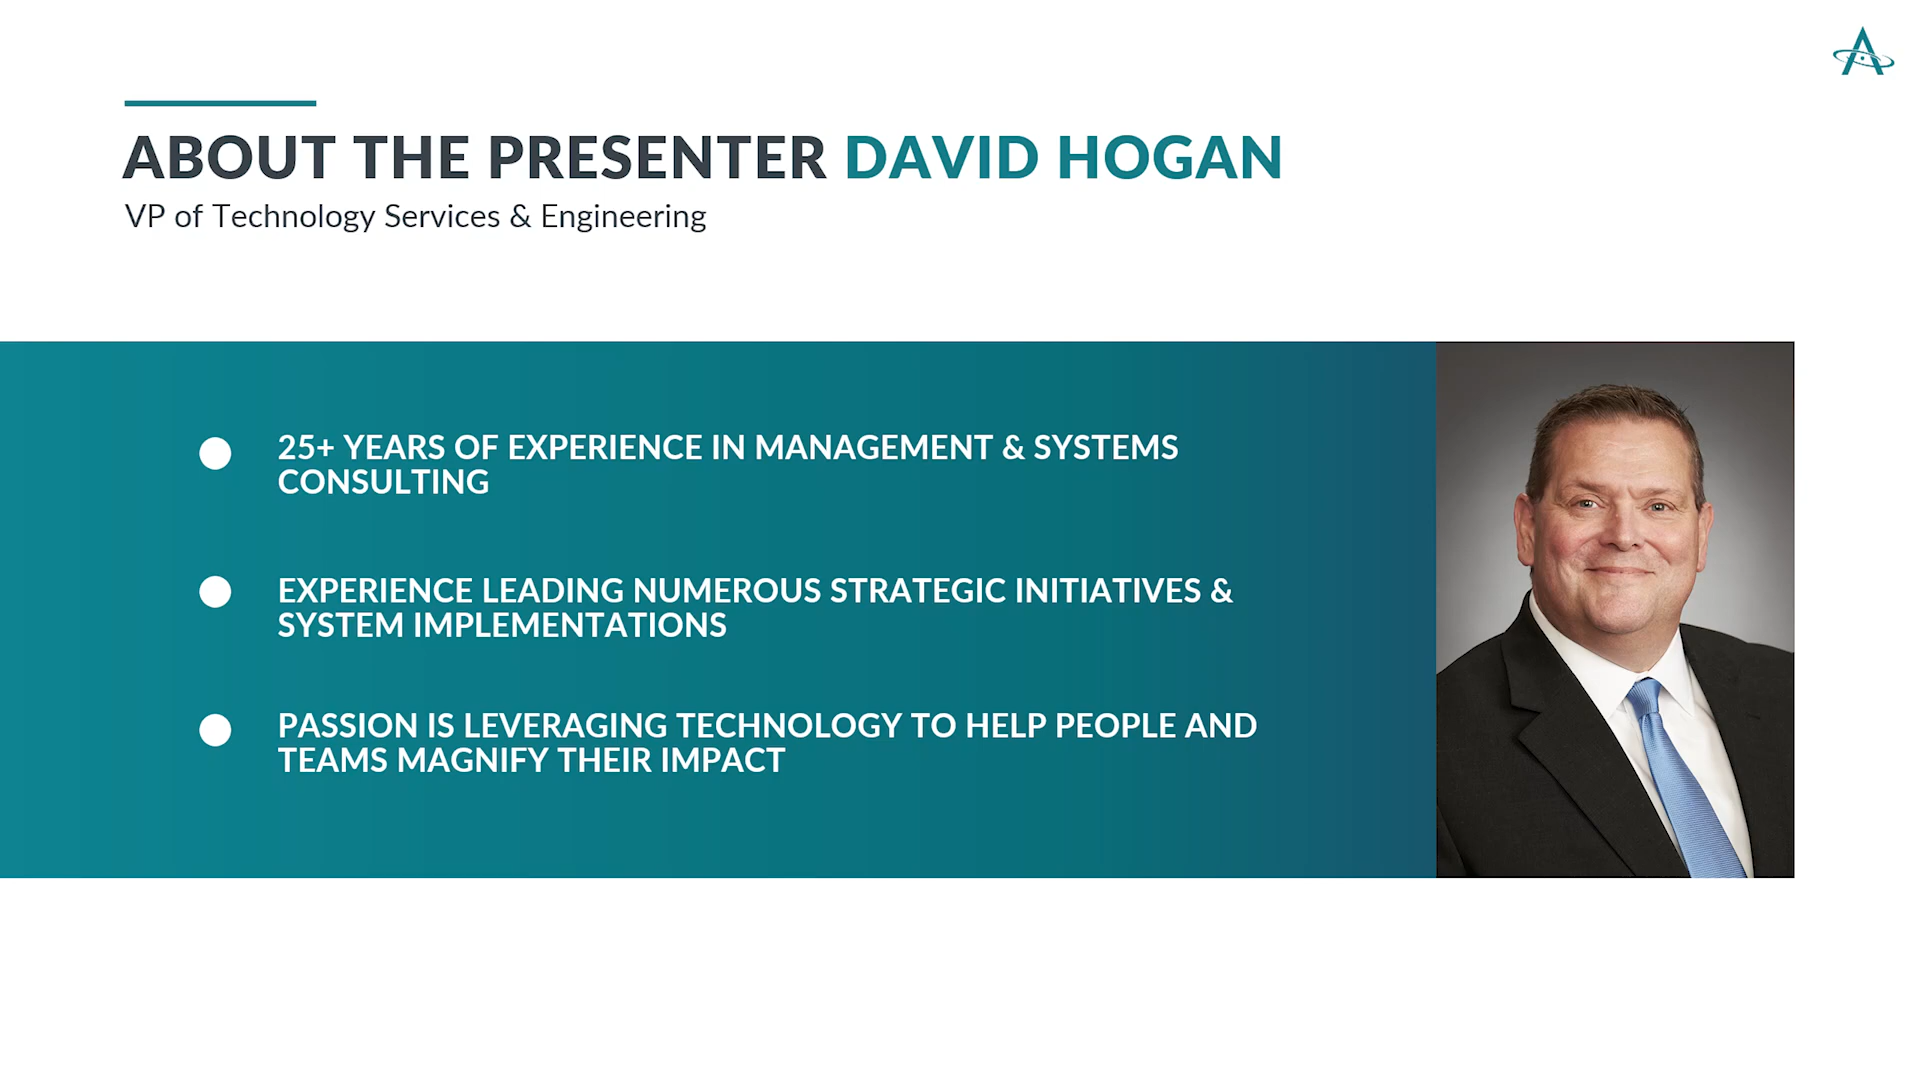 ABOUT THE PRESENTER DAVID HOGAN
VP of Technology Services & Engineering
25+ YEARS OF EXPERIENCE IN MANAGEMENT & SYSTEMS
CONSULTING
EXPERIENCE LEADING NUMEROUS STRATEGIC INITIATIVES &
SYSTEM IMPLEMENTATIONS
PASSION IS LEVERAGING TECHNOLOGY TO HELP PEOPLE AND
TEAMS MAGNIFY THEIR IMPACT